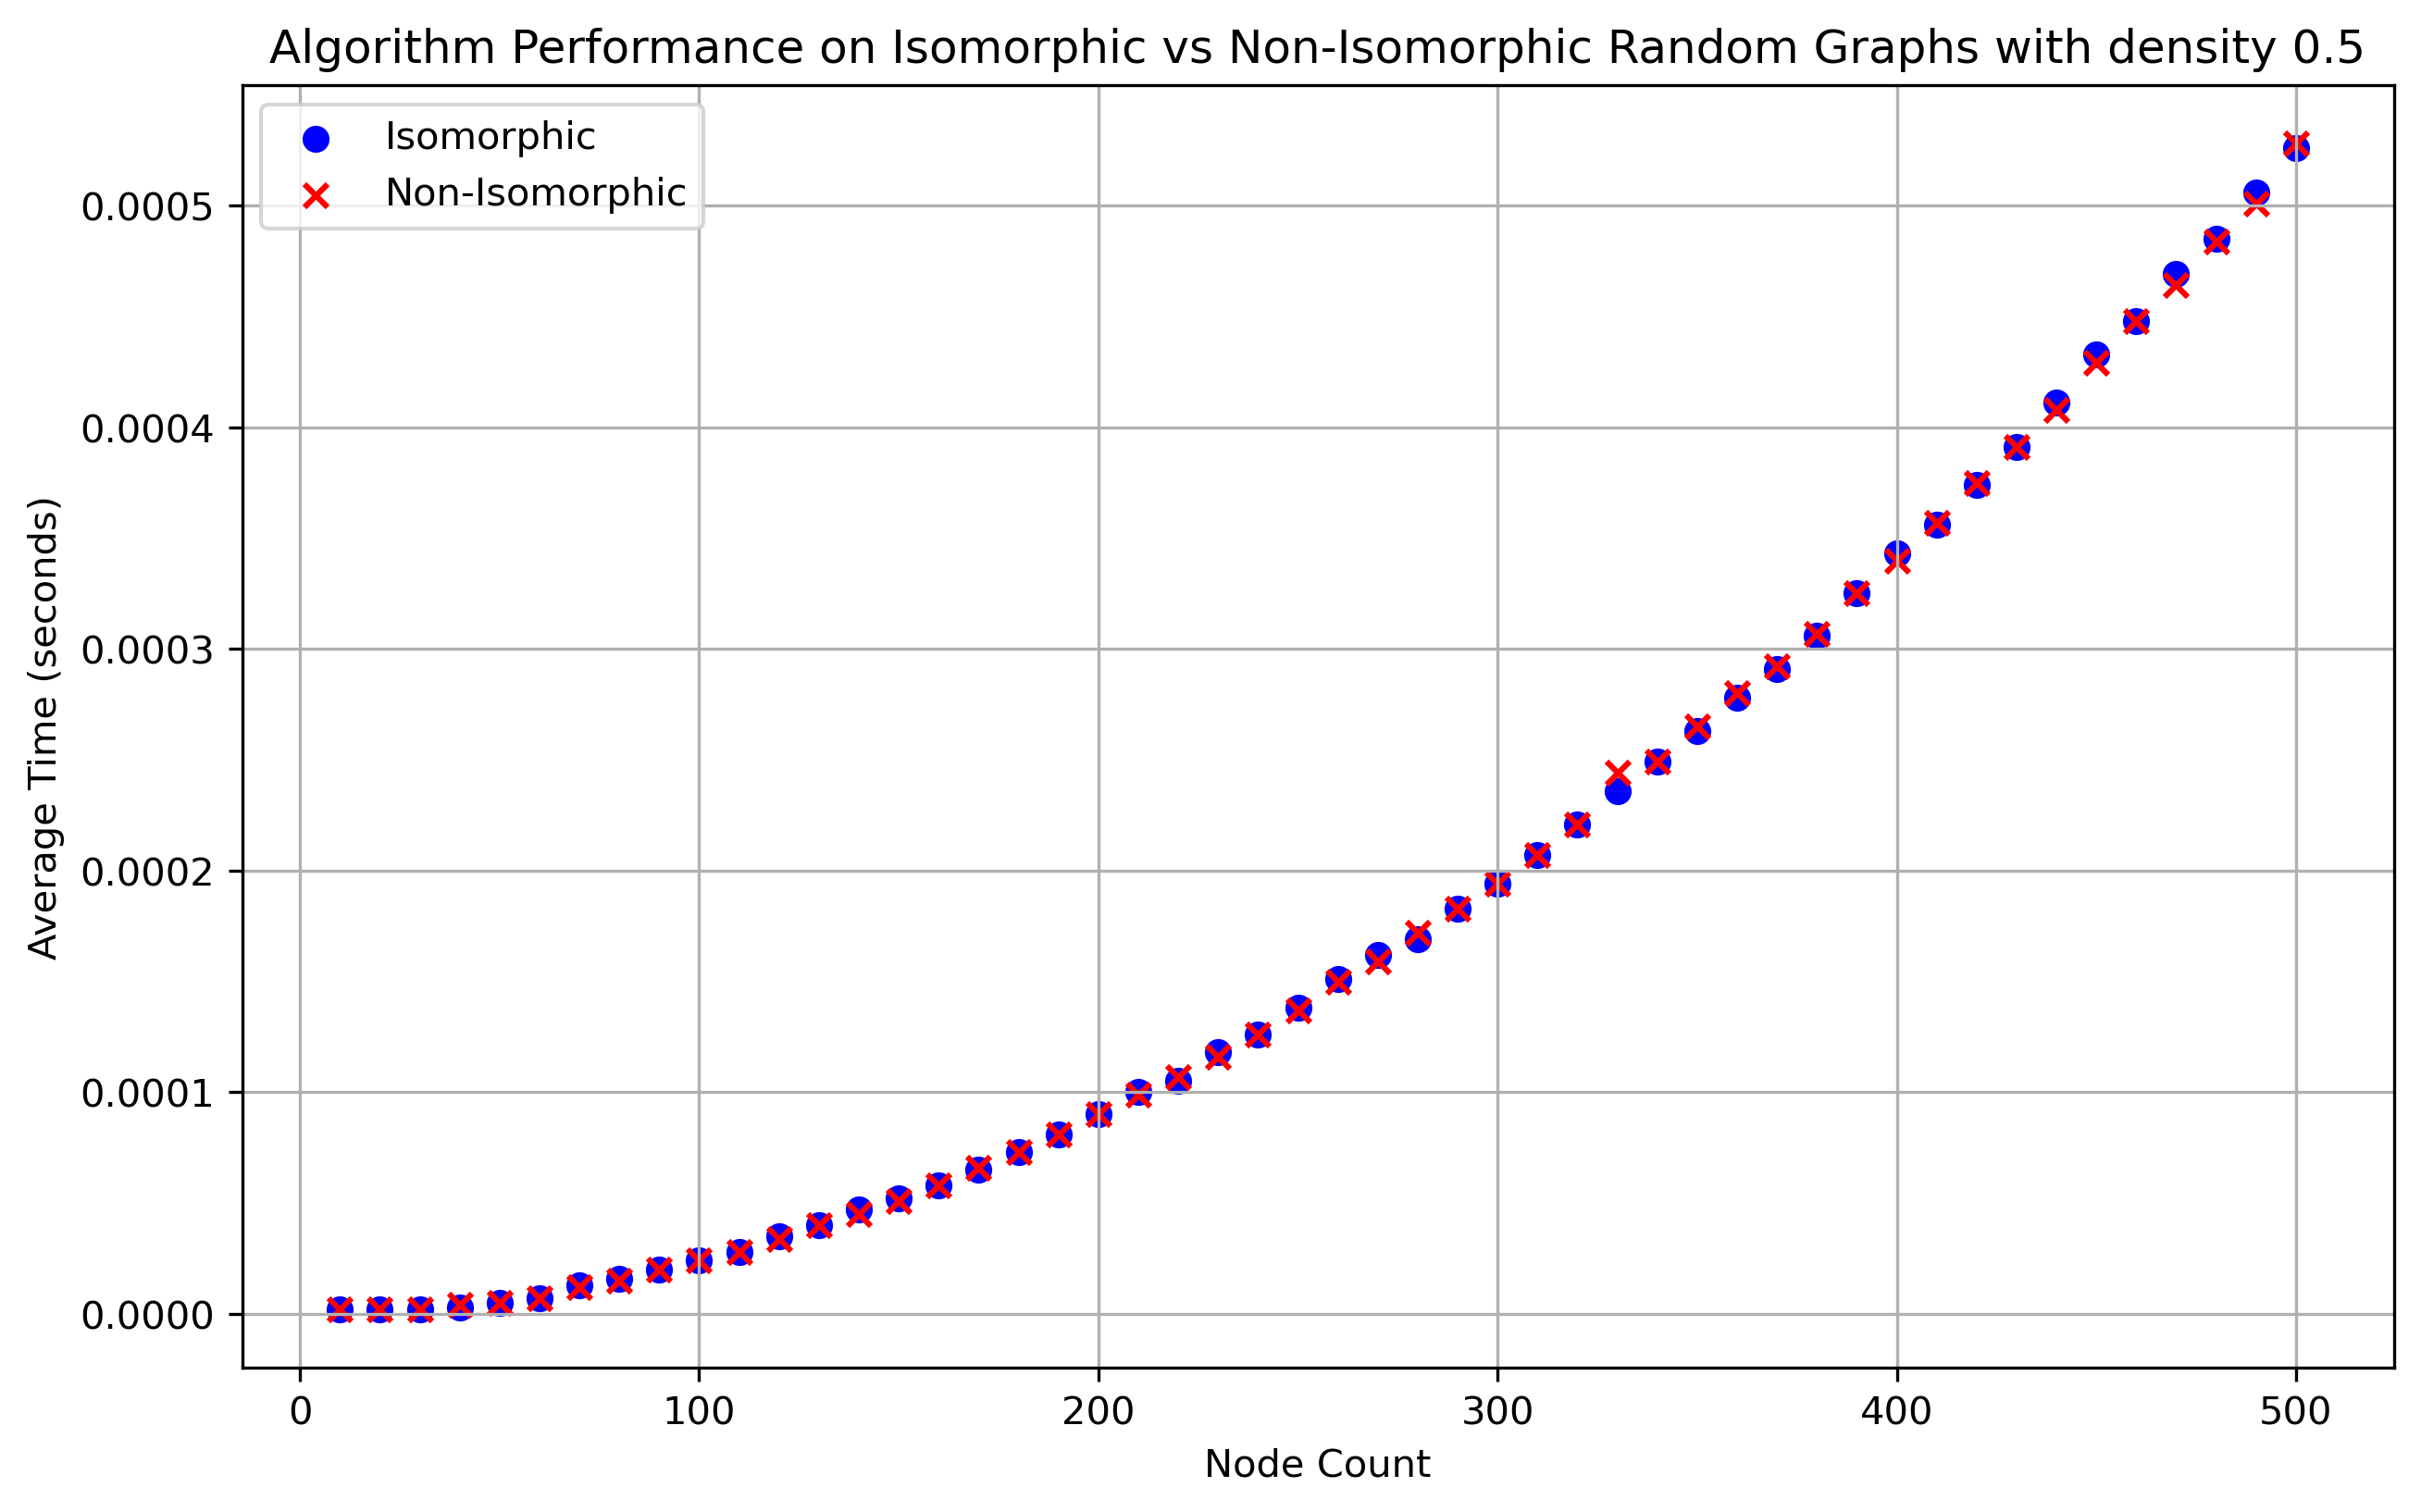 Algorithm Performance on Isomorphic vs Non-Isomorphic Random Graphs with density 0.5
Isomorphic
Non-Isomorphic
0.0005
0.0004
0.0003
0.0002
0.0001
0.0000
Average Time (seconds)
0 100 200 300 400 500
Node Count